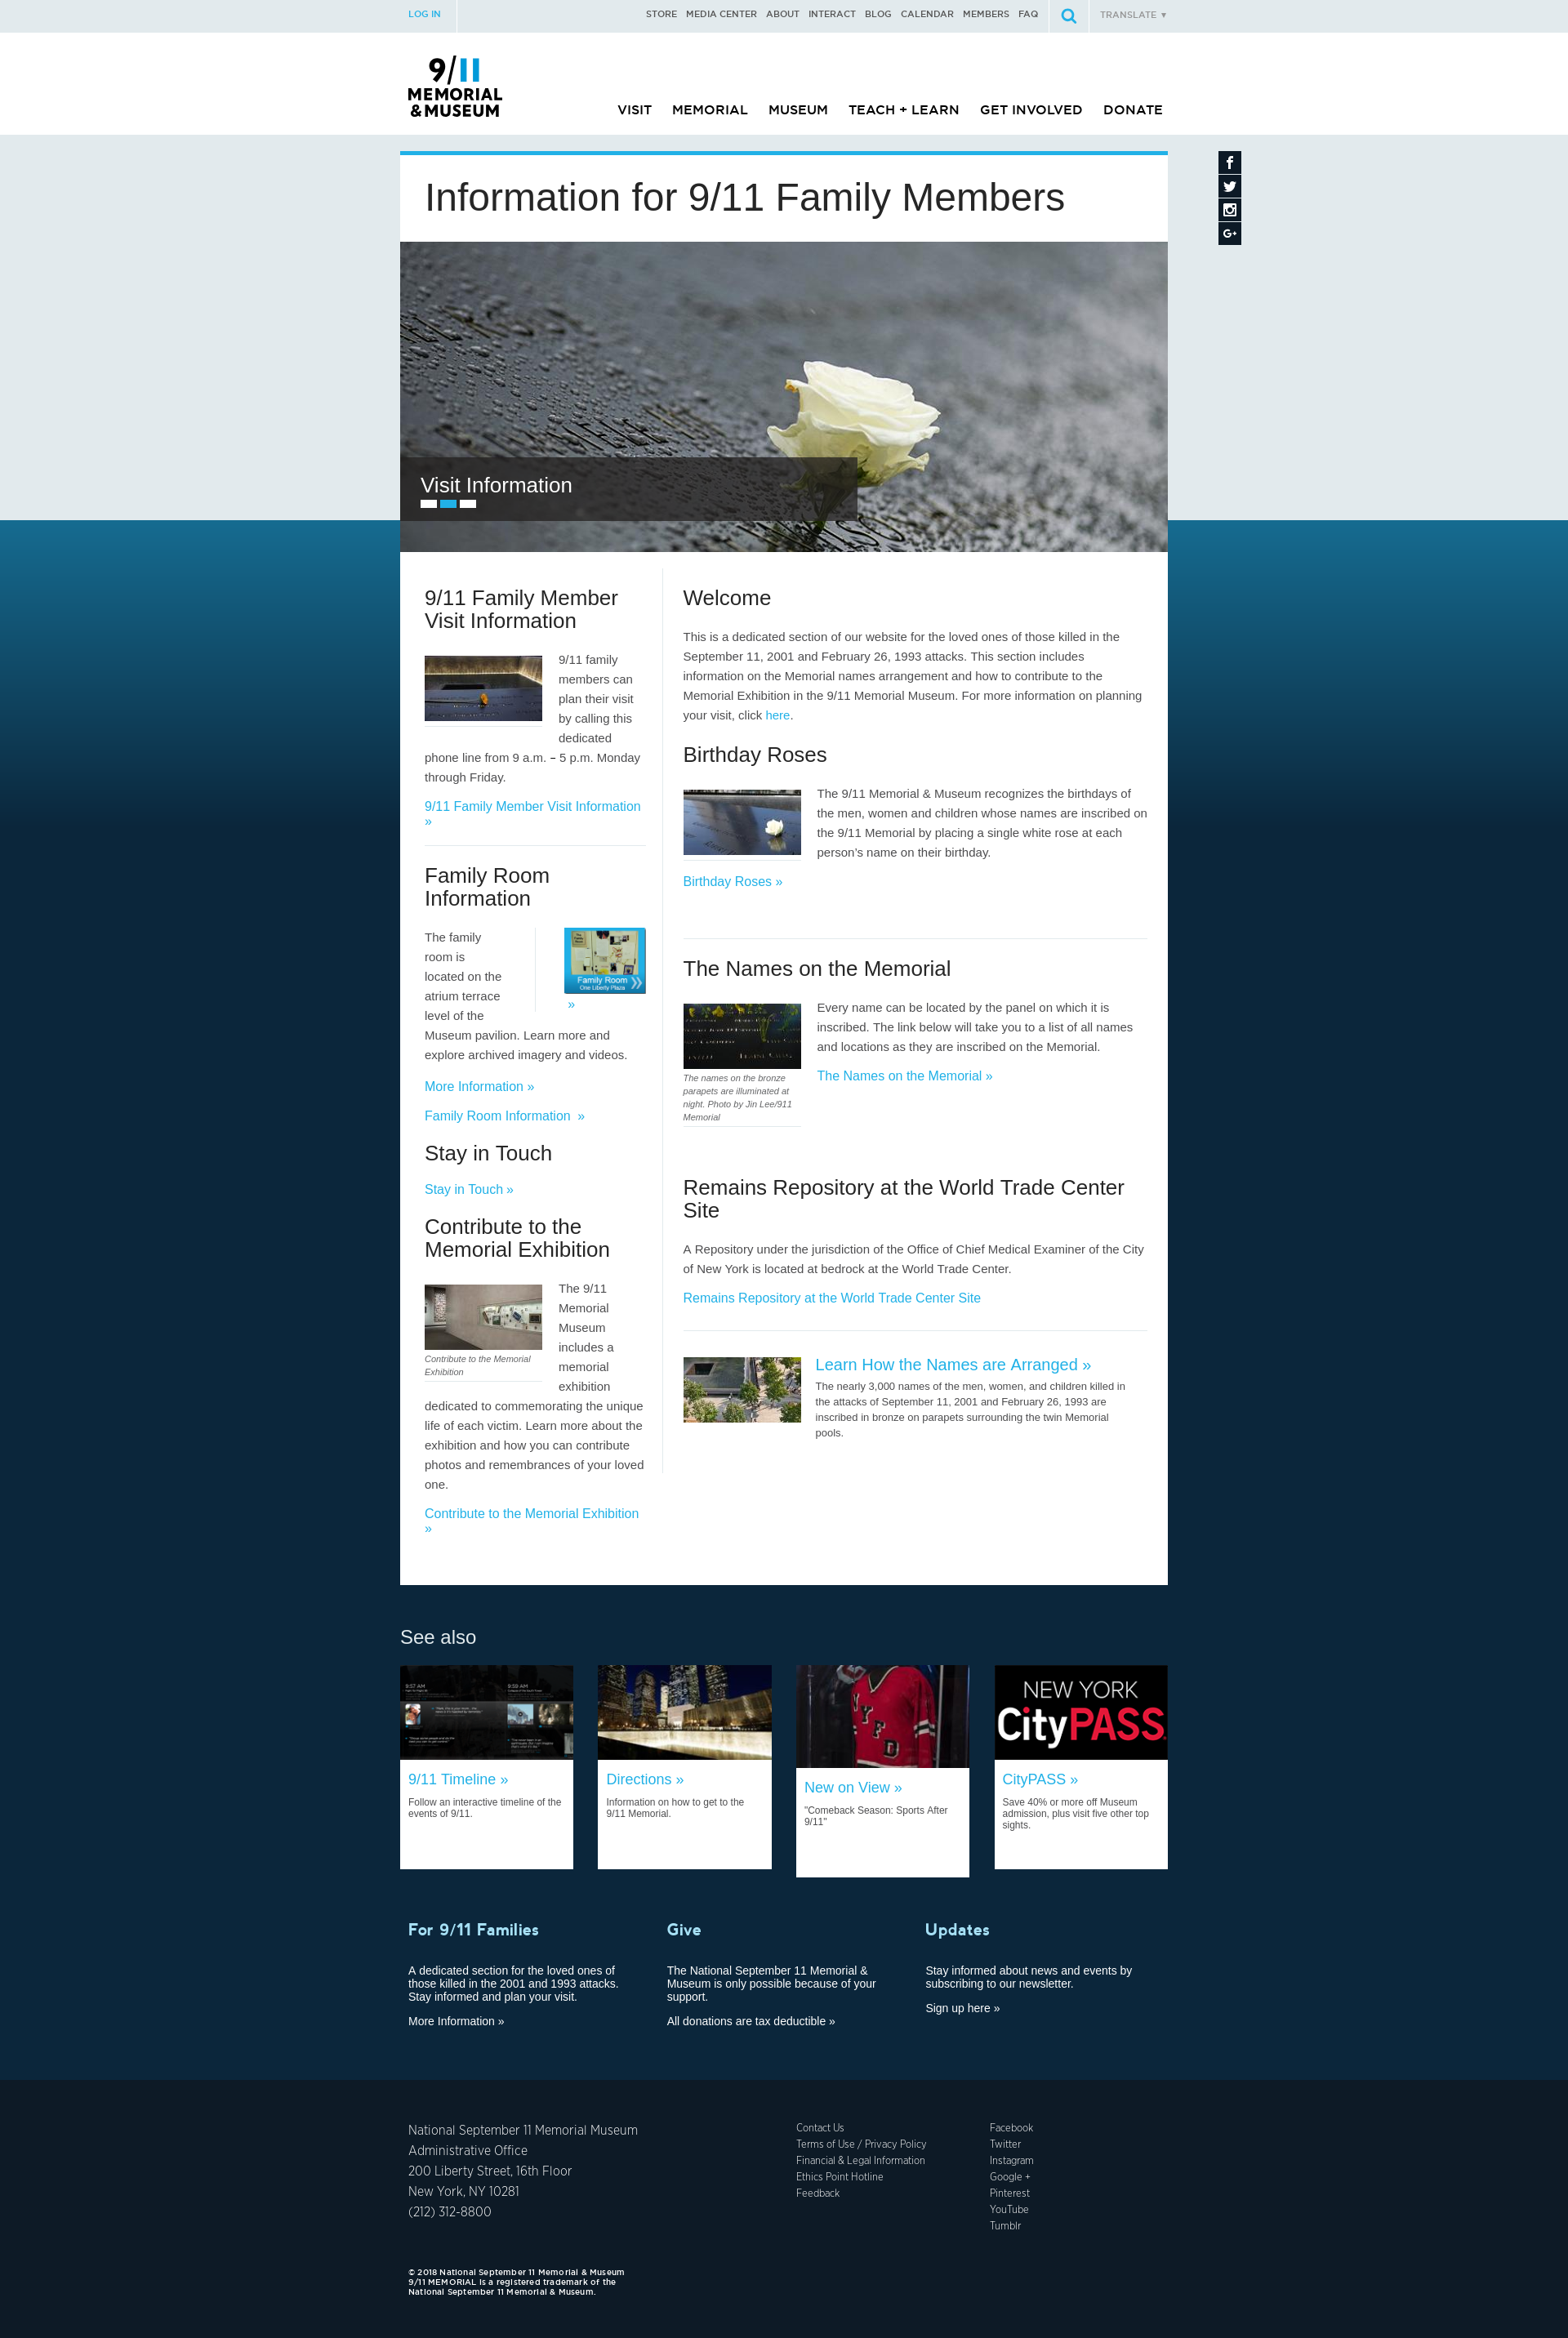 LOG IN
STORE MEDIA CENTER ABOUT INTERACT BLOG CALENDAR MEMBERS FAQ
TRANSLATE ▼
9/11
MEMORIAL
&MUSEUM
VISIT MEMORIAL MUSEUM TEACH + LEARN GET INVOLVED DONATE
Information for 9/11 Family Members
Visit Information
9/11 Family Member
Visit Information
9/11 family
members can
plan their visit
by calling this
dedicated
phone line from 9 a.m. – 5 p.m. Monday
through Friday.
9/11 Family Member Visit Information
»
Family Room
Information
The family
room is
located on the
atrium terrace
level of the
Museum pavilion. Learn more and
explore archived imagery and videos.
Family Room
One Liberty Plaza
»
More Information »
Family Room Information »
Stay in Touch
Stay in Touch »
Contribute to the
Memorial Exhibition
Contribute to the Memorial
Exhibition
The 9/11
Memorial
Museum
includes a
memorial
exhibition
dedicated to commemorating the unique
life of each victim. Learn more about the
exhibition and how you can contribute
photos and remembrances of your loved
one.
Contribute to the Memorial Exhibition
»
Welcome
This is a dedicated section of our website for the loved ones of those killed in the
September 11, 2001 and February 26, 1993 attacks. This section includes
information on the Memorial names arrangement and how to contribute to the
Memorial Exhibition in the 9/11 Memorial Museum. For more information on planning
your visit, click here.
Birthday Roses
The 9/11 Memorial & Museum recognizes the birthdays of
the men, women and children whose names are inscribed on
the 9/11 Memorial by placing a single white rose at each
person’s name on their birthday.
Birthday Roses »
The Names on the Memorial
The names on the bronze
parapets are illuminated at
night. Photo by Jin Lee/911
Memorial
Every name can be located by the panel on which it is
inscribed. The link below will take you to a list of all names
and locations as they are inscribed on the Memorial.
The Names on the Memorial »
Remains Repository at the World Trade Center
Site
A Repository under the jurisdiction of the Office of Chief Medical Examiner of the City
of New York is located at bedrock at the World Trade Center.
Remains Repository at the World Trade Center Site
Learn How the Names are Arranged »
The nearly 3,000 names of the men, women, and children killed in
the attacks of September 11, 2001 and February 26, 1993 are
inscribed in bronze on parapets surrounding the twin Memorial
pools.
See also
9:57 AM
9:59 AM
9/11 Timeline »
Follow an interactive timeline of the
events of 9/11.
Directions »
Information on how to get to the
9/11 Memorial.
NYFD
New on View »
"Comeback Season: Sports After
9/11"
NEW YORK
CityPASS
CityPASS »
Save 40% or more off Museum
admission, plus visit five other top
sights.
For 9/11 Families
A dedicated section for the loved ones of
those killed in the 2001 and 1993 attacks.
Stay informed and plan your visit.
More Information »
Give
The National September 11 Memorial &
Museum is only possible because of your
support.
All donations are tax deductible »
Updates
Stay informed about news and events by
subscribing to our newsletter.
Sign up here »
National September 11 Memorial Museum
Administrative Office
200 Liberty Street, 16th Floor
New York, NY 10281
(212) 312-8800
Contact Us
Terms of Use / Privacy Policy
Financial & Legal Information
Ethics Point Hotline
Feedback
Facebook
Twitter
Instagram
Google +
Pinterest
YouTube
Tumblr
© 2018 National September 11 Memorial & Museum
9/11 MEMORIAL is a registered trademark of the
National September 11 Memorial & Museum.